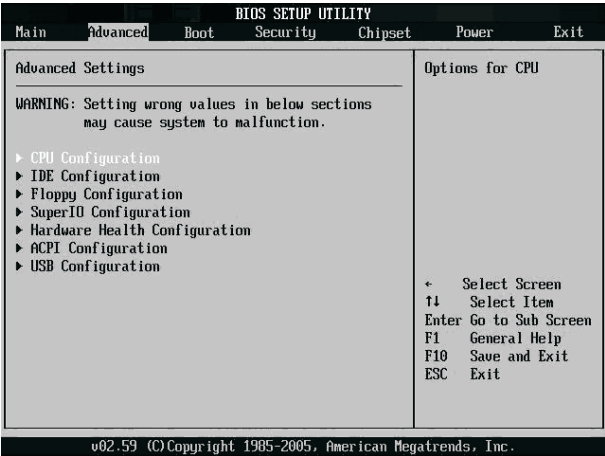 BIOS SETUP UTILITY
Main Advanced Boot Security Chipset Power Exit
Advanced Settings
WARNING: Setting wrong values in below sections
may cause system to malfunction.
▶ CPU Configuration
▶ IDE Configuration
▶ Floppy Configuration
▶ SuperIO Configuration
▶ Hardware Health Configuration
▶ ACPI Configuration
▶ USB Configuration
Options for CPU
← Select Screen
↑↓ Select Item
Enter Go to Sub Screen
F1 General Help
F10 Save and Exit
ESC Exit
v02.59 (C)Copyright 1985-2005, American Megatrends, Inc.